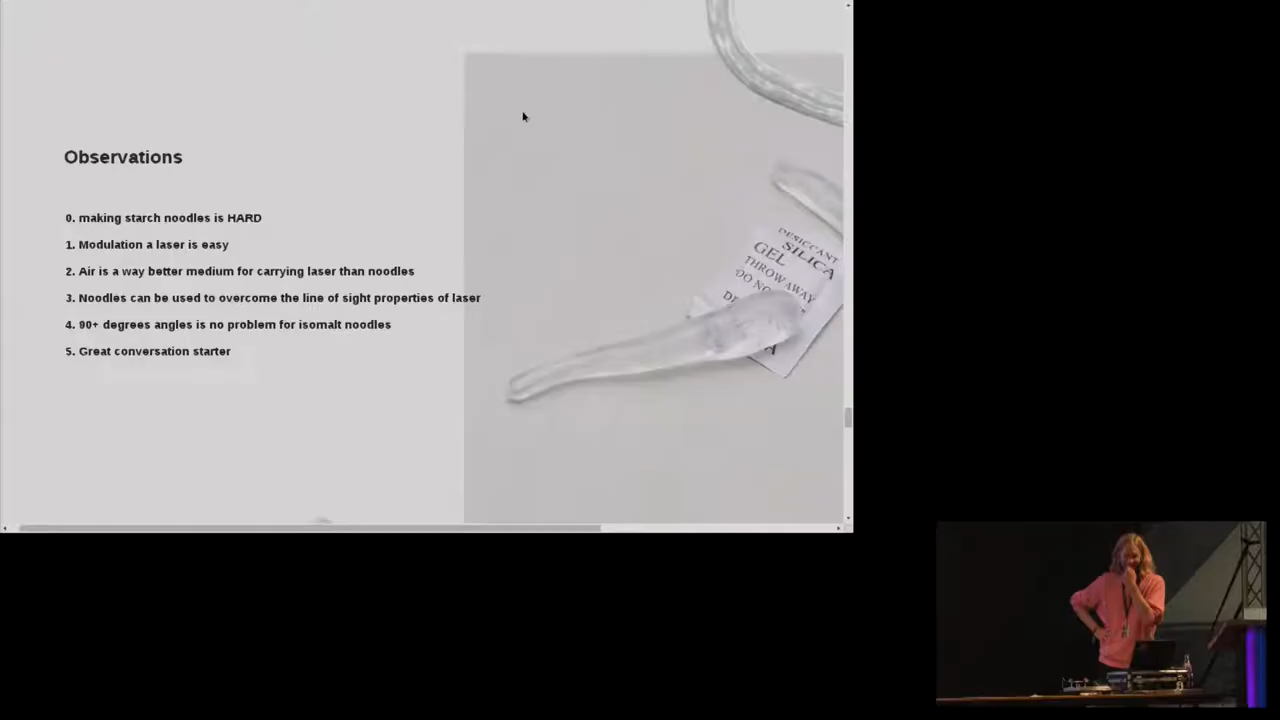 Observations
0. making starch noodles is HARD
1. Modulation a laser is easy
2. Air is a way better medium for carrying laser than noodles
3. Noodles can be used to overcome the line of sight properties of laser
4. 90+ degrees angles is no problem for isomalt noodles
5. Great conversation starter
DESICCANT
SILICA
GEL
THROW AWAY
DO NO